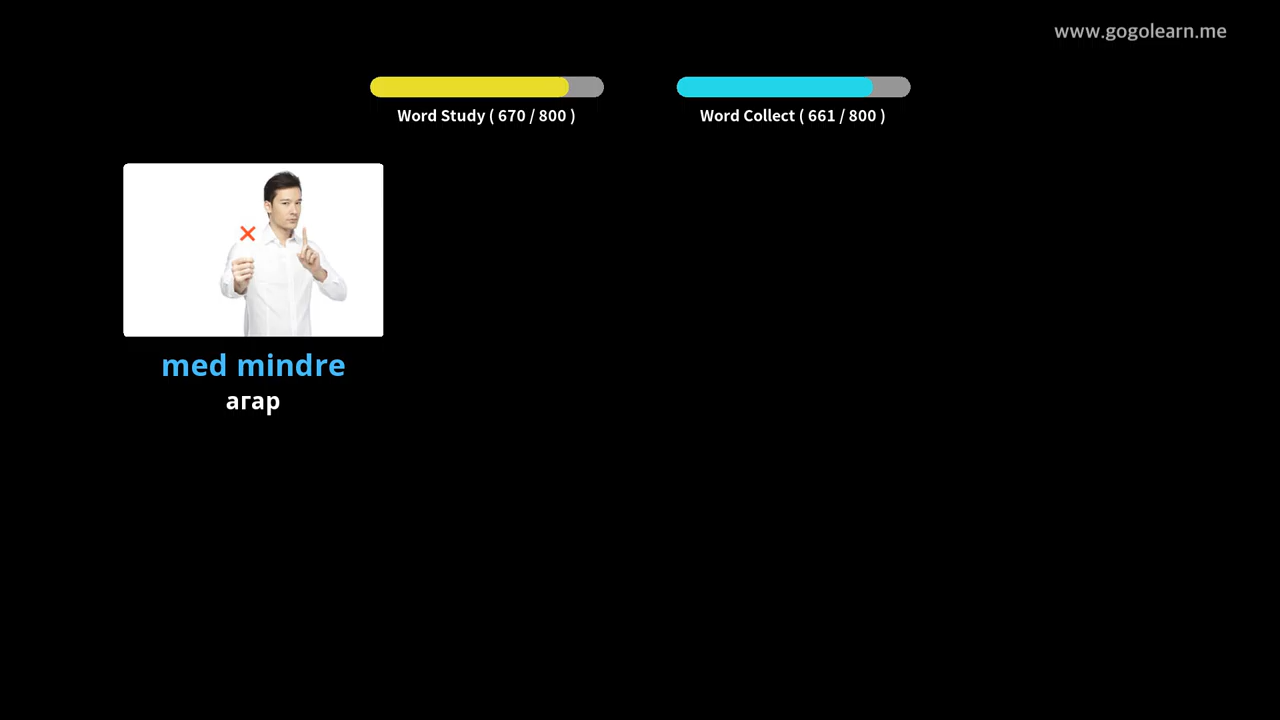 www.gogolearn.me
Word Study ( 670 / 800 )
Word Collect ( 661 / 800 )
med mindre
агар